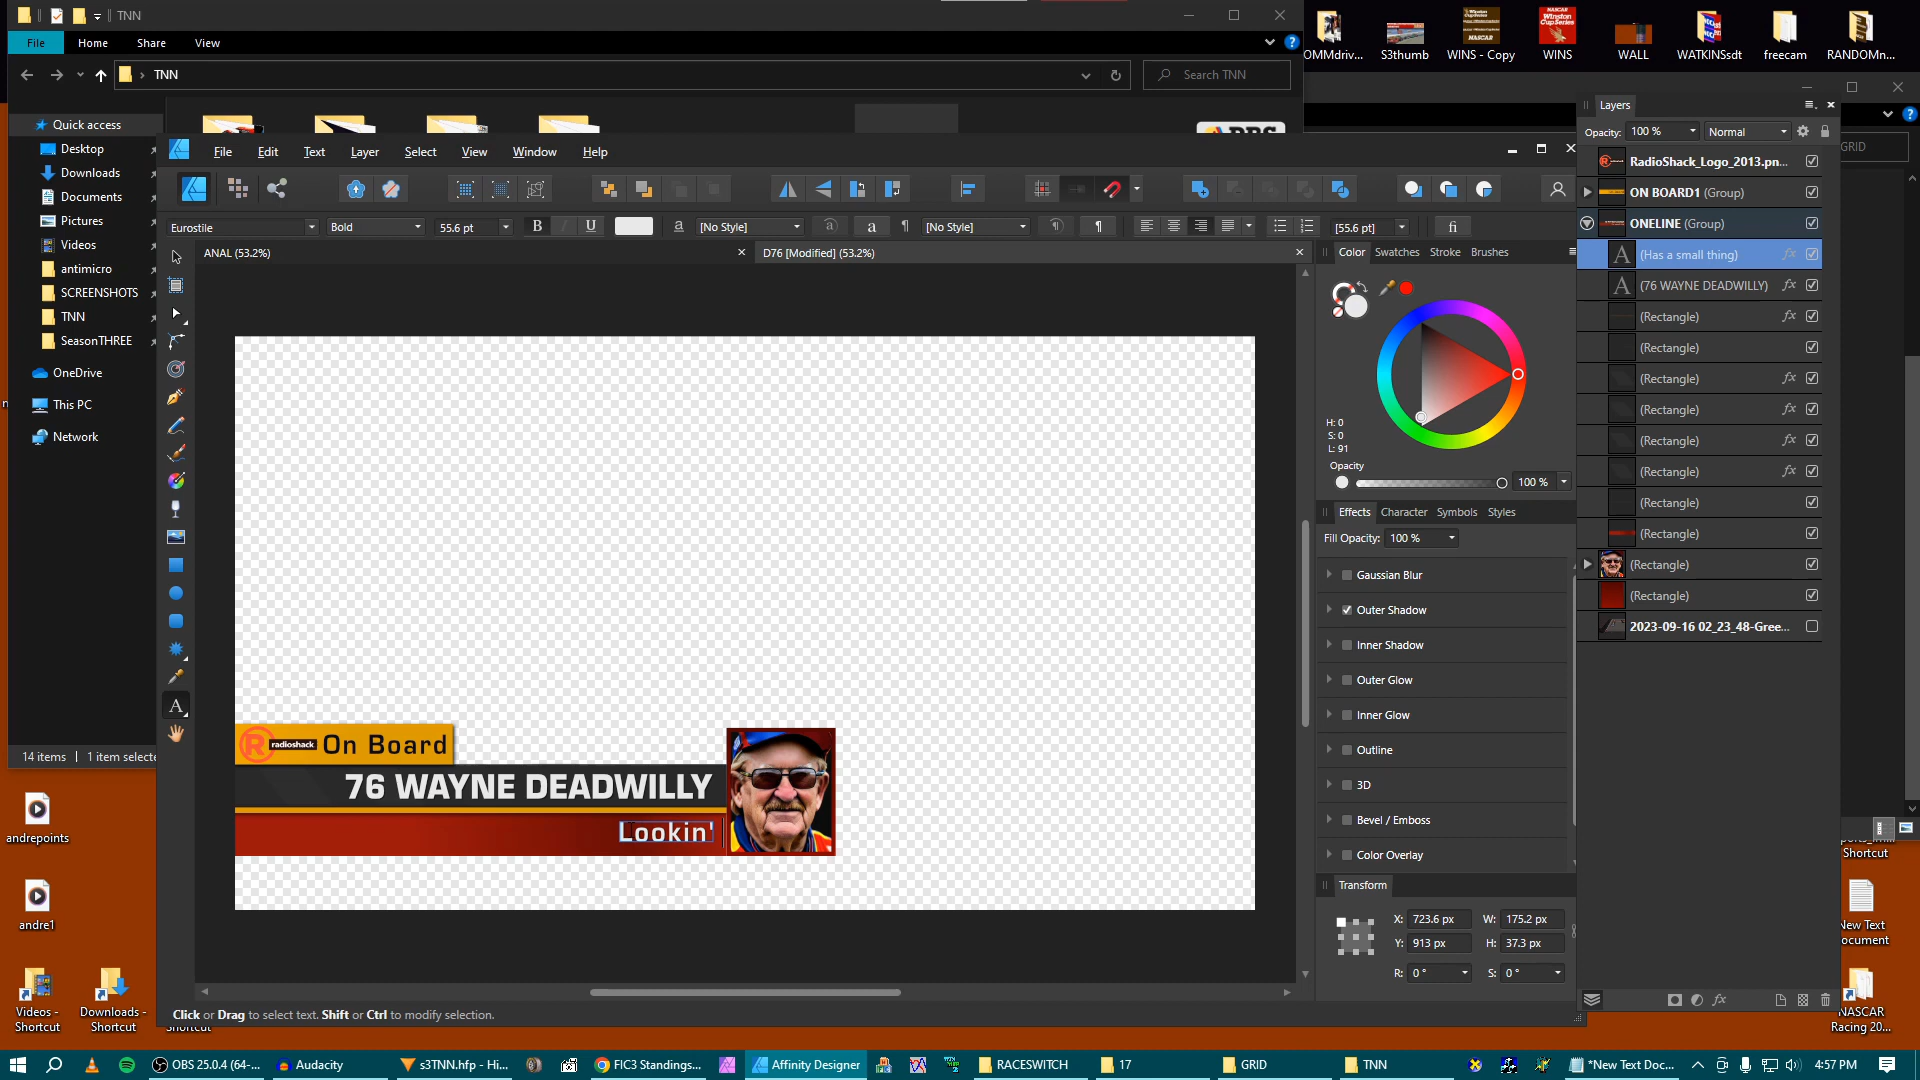 TNN
File
Home
Share
View
TNN
Search TNN
Quick access
Desktop
Downloads
Documents
Pictures
Videos
antimicro
SCREENSHOTS
TNN
SeasonTHREE
OneDrive
This PC
Network
14 items
andrepoints
andre1
Videos - Shortcut
Downloads - Shortcut
Shortcut
S3thumb
WINS - Copy
WINS
WALL
WATKINSsdt
freecam
RANDOMn...
GRID
File
Edit
Text
Layer
Select
View
Window
Help
Eurostile
Bold
55.6 pt
B
U
a
[No Style]
a
a
¶
[No Style]
¶
[55.6 pt]
fi
ANAL (53.2%)
D76 [Modified] (53.2%)
R radioshack On Board
76 WAYNE DEADWILLY
Lookin'
Click or Drag to select text. Shift or Ctrl to modify selection.
Color
Swatches
Stroke
Brushes
H: 0
S: 0
L: 91
Opacity
100 %
Effects
Character
Symbols
Styles
Fill Opacity: 100 %
Gaussian Blur
Outer Shadow
Inner Shadow
Outer Glow
Inner Glow
Outline
3D
Bevel / Emboss
Color Overlay
Transform
X: 723.6 px
W: 175.2 px
Y: 913 px
H: 37.3 px
R: 0 °
S: 0 °
Layers
Opacity: 100 %
Normal
RadioShack_Logo_2013.pn...
ON BOARD1 (Group)
ONELINE (Group)
(Has a small thing)
(76 WAYNE DEADWILLY)
(Rectangle)
(Rectangle)
(Rectangle)
(Rectangle)
(Rectangle)
(Rectangle)
(Rectangle)
(Rectangle)
(Rectangle)
(Rectangle)
2023-09-16 02_23_48-Gree...
Shortcut
New Text
NASCAR
Racing 20...
OBS 25.0.4 (64-...
Audacity
s3TNN.hfp - Hi...
FIC3 Standings...
Affinity Designer
RACESWITCH
17
GRID
TNN
*New Text Doc...
4:57 PM